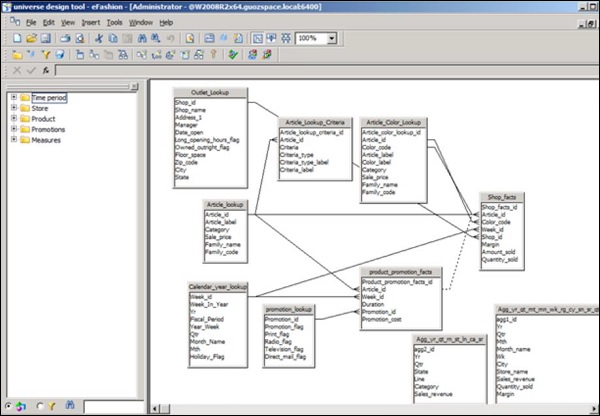 universe design tool - eFashion - [Administrator - @W2008R2x64.guozspace.local:6400]
File Edit View Insert Tools Window Help
100%
Time period
Store
Product
Promotions
Measures
Outlet_Lookup
Shop_id
Shop_name
Address_1
Manager
Date_open
Long_opening_hours_flag
Owned_outright_flag
Floor_space
Zip_code
City
State
Article_Lookup_Criteria
Article_lookup_criteria_id
Article_id
Criteria
Criteria_type
Criteria_type_label
Criteria_label
Article_Color_Lookup
Article_color_lookup_id
Article_id
Color_code
Article_label
Color_label
Category
Sale_price
Family_name
Family_code
Shop_facts
Shop_facts_id
Article_id
Color_code
Week_id
Shop_id
Margin
Amount_sold
Quantity_sold
Article_lookup
Article_id
Article_label
Category
Sale_price
Family_name
Family_code
product_promotion_facts
Product_promotion_facts_id
Article_id
Week_id
Duration
Promotion_id
Promotion_cost
Calendar_year_lookup
Week_id
Week_In_Year
Yr
Fiscal_Period
Year_Week
Qtr
Month_Name
Mth
Holiday_Flag
promotion_lookup
Promotion_id
Promotion_flag
Print_flag
Radio_flag
Television_flag
Direct_mail_flag
Agg_yr_qt_rn_st_ln_ca_sr
agg2_id
Yr
Qtr
State
Line
Category
Sales_revenue
Agg_yr_qt_mt_mn_wk_rg_cy_sn_sr_qt
agg1_id
Yr
Qtr
Mth
Month_name
Wk
City
Store_name
Sales_revenue
Quantity_sold
Margin